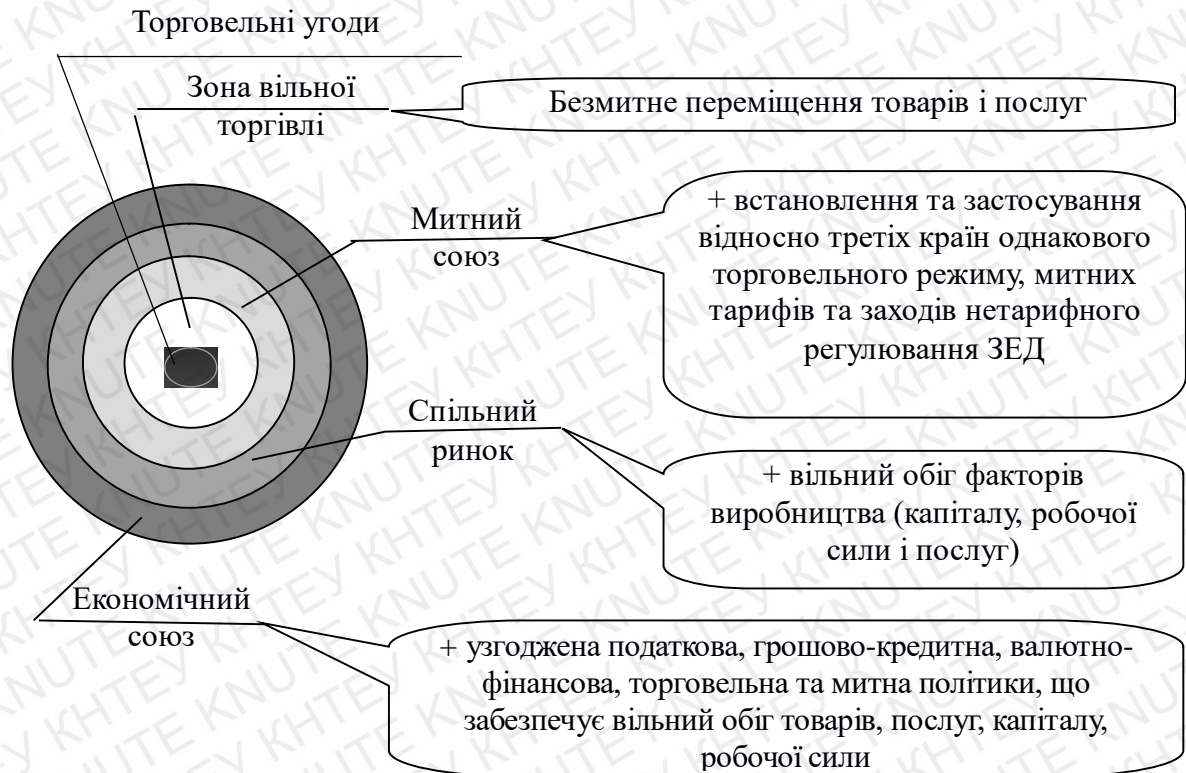 Торговельні угоди
Зона вільної
торгівлі
Безмитне переміщення товарів і послуг
Митний
союз
+ встановлення та застосування
відносно третіх країн однакового
торговельного режиму, митних
тарифів та заходів нетарифного
регулювання ЗЕД
Спільний
ринок
+ вільний обіг факторів
виробництва (капіталу, робочої
сили і послуг)
Економічний
союз
+ узгоджена податкова, грошово-кредитна, валютно-
фінансова, торговельна та митна політики, що
забезпечує вільний обіг товарів, послуг, капіталу,
робочої сили